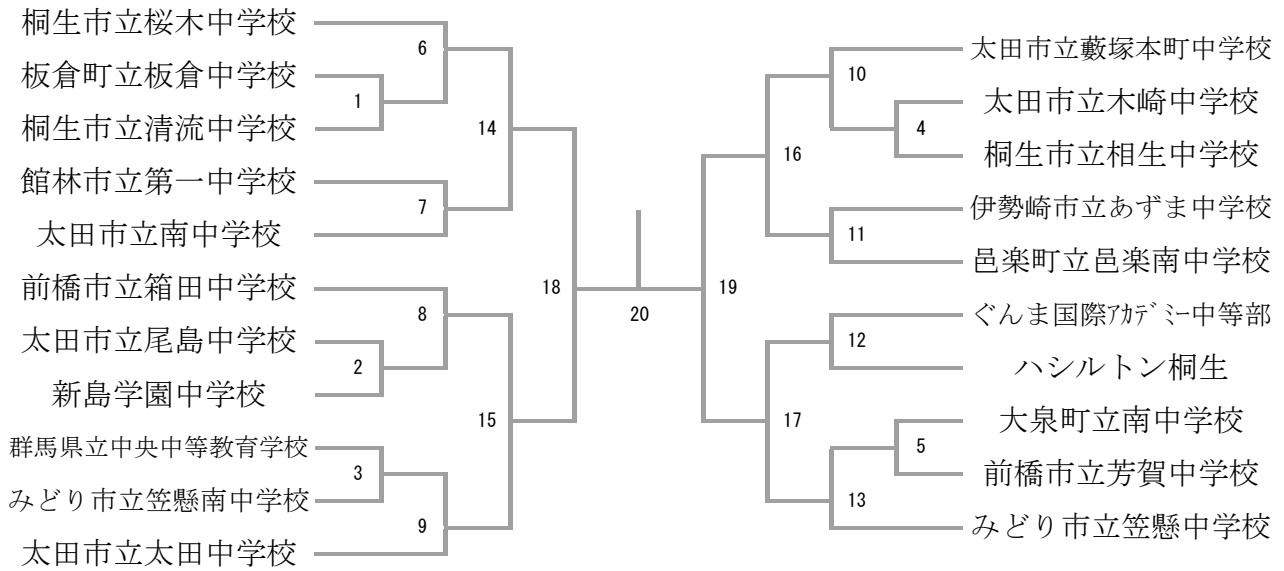 桐生市立桜木中学校
板倉町立板倉中学校
桐生市立清流中学校
館林市立第一中学校
太田市立南中学校
前橋市立箱田中学校
太田市立尾島中学校
新島学園中学校
群馬県立中央中等教育学校
みどり市立笠懸南中学校
太田市立太田中学校
6
1
14
7
18
8
2
15
3
9
20
19
10
4
16
11
12
17
5
13
太田市立藪塚本町中学校
太田市立木崎中学校
桐生市立相生中学校
伊勢崎市立あずま中学校
邑楽町立邑楽南中学校
ぐんま国際ｱｶﾃﾞﾐｰ中等部
ハシルトン桐生
大泉町立南中学校
前橋市立芳賀中学校
みどり市立笠懸中学校